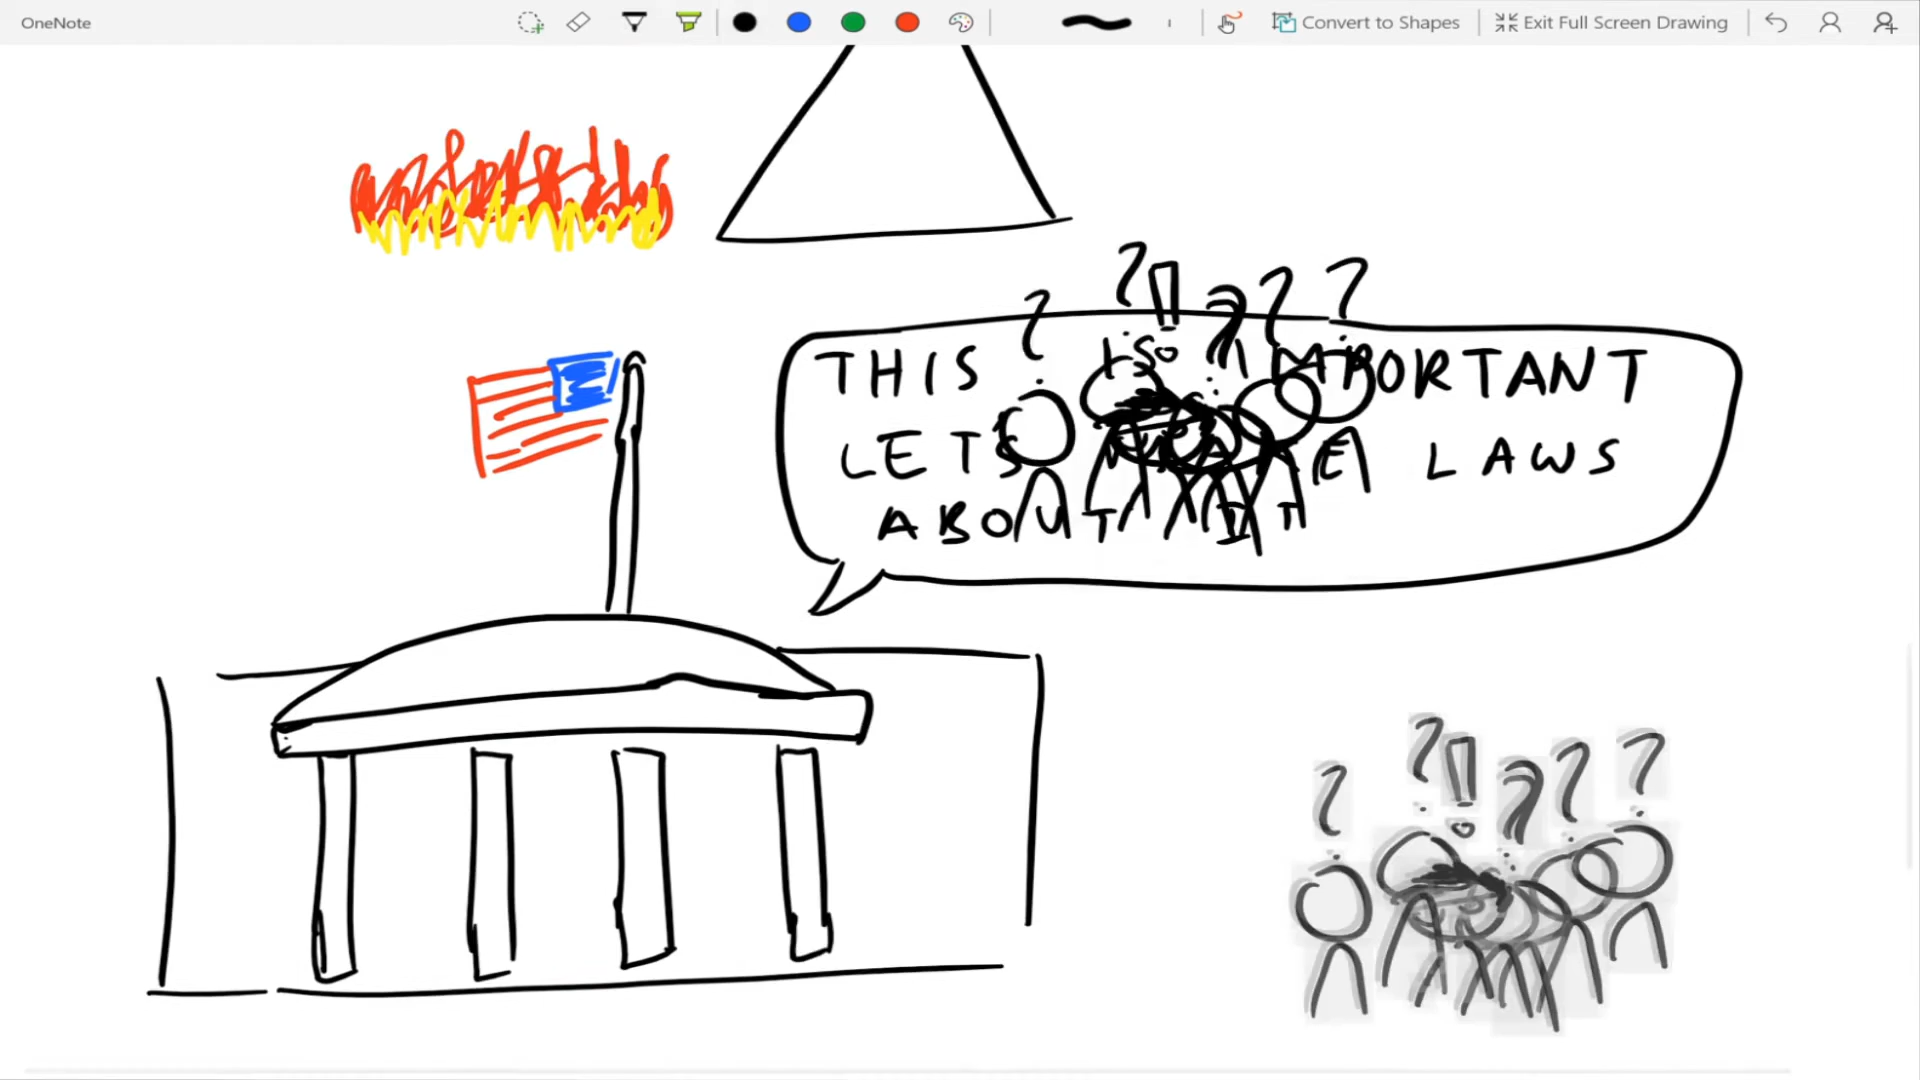 OneNote
Convert to Shapes
Exit Full Screen Drawing
? ?! ? ? ?
THIS IS IMPORTANT
LETS MAKE LAWS
ABOUT IT
? ?! ? ? ?